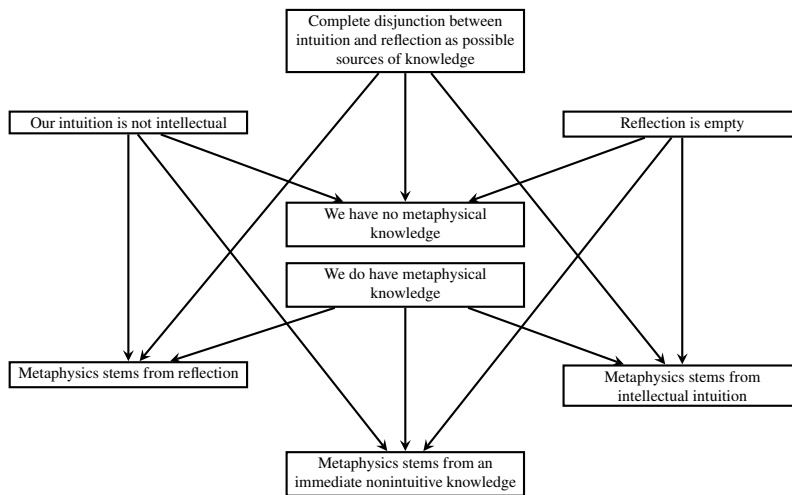 Complete disjunction between
intuition and reflection as possible
sources of knowledge
Our intuition is not intellectual
Reflection is empty
We have no metaphysical
knowledge
We do have metaphysical
knowledge
Metaphysics stems from reflection
Metaphysics stems from
intellectual intuition
Metaphysics stems from an
immediate nonintuitive knowledge